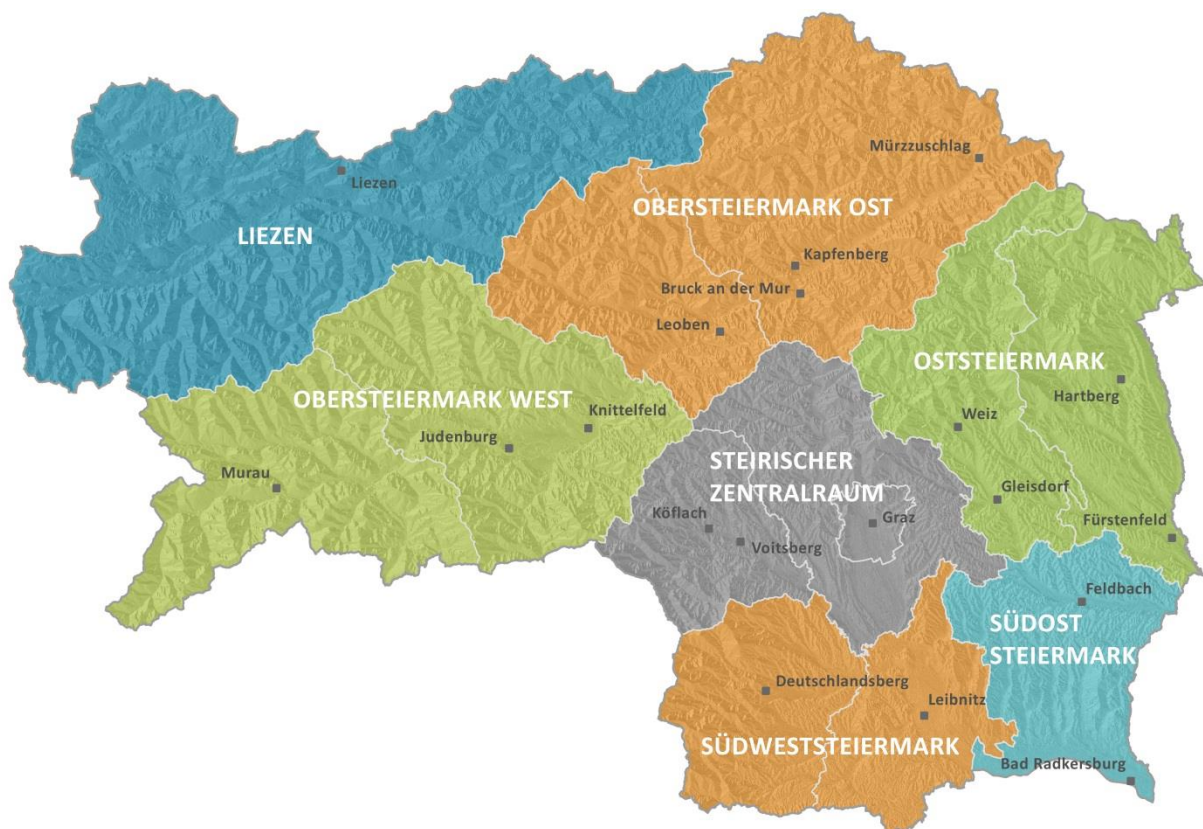 Mürzzuschlag
Liezen
OBERSTEIERMARK OST
LIEZEN
Kapfenberg
Bruck an der Mur
Leoben
OSTSTEIERMARK
Hartberg
OBERSTEIERMARK WEST
Knittelfeld
Weiz
Judenburg
Murau
STEIRISCHER
ZENTRALRAUM
Gleisdorf
Köflach
Graz
Fürstenfeld
Voitsberg
Feldbach
SÜDOST
STEIERMARK
Deutschlandsberg
Leibnitz
SÜDWESTSTEIERMARK
Bad Radkersburg